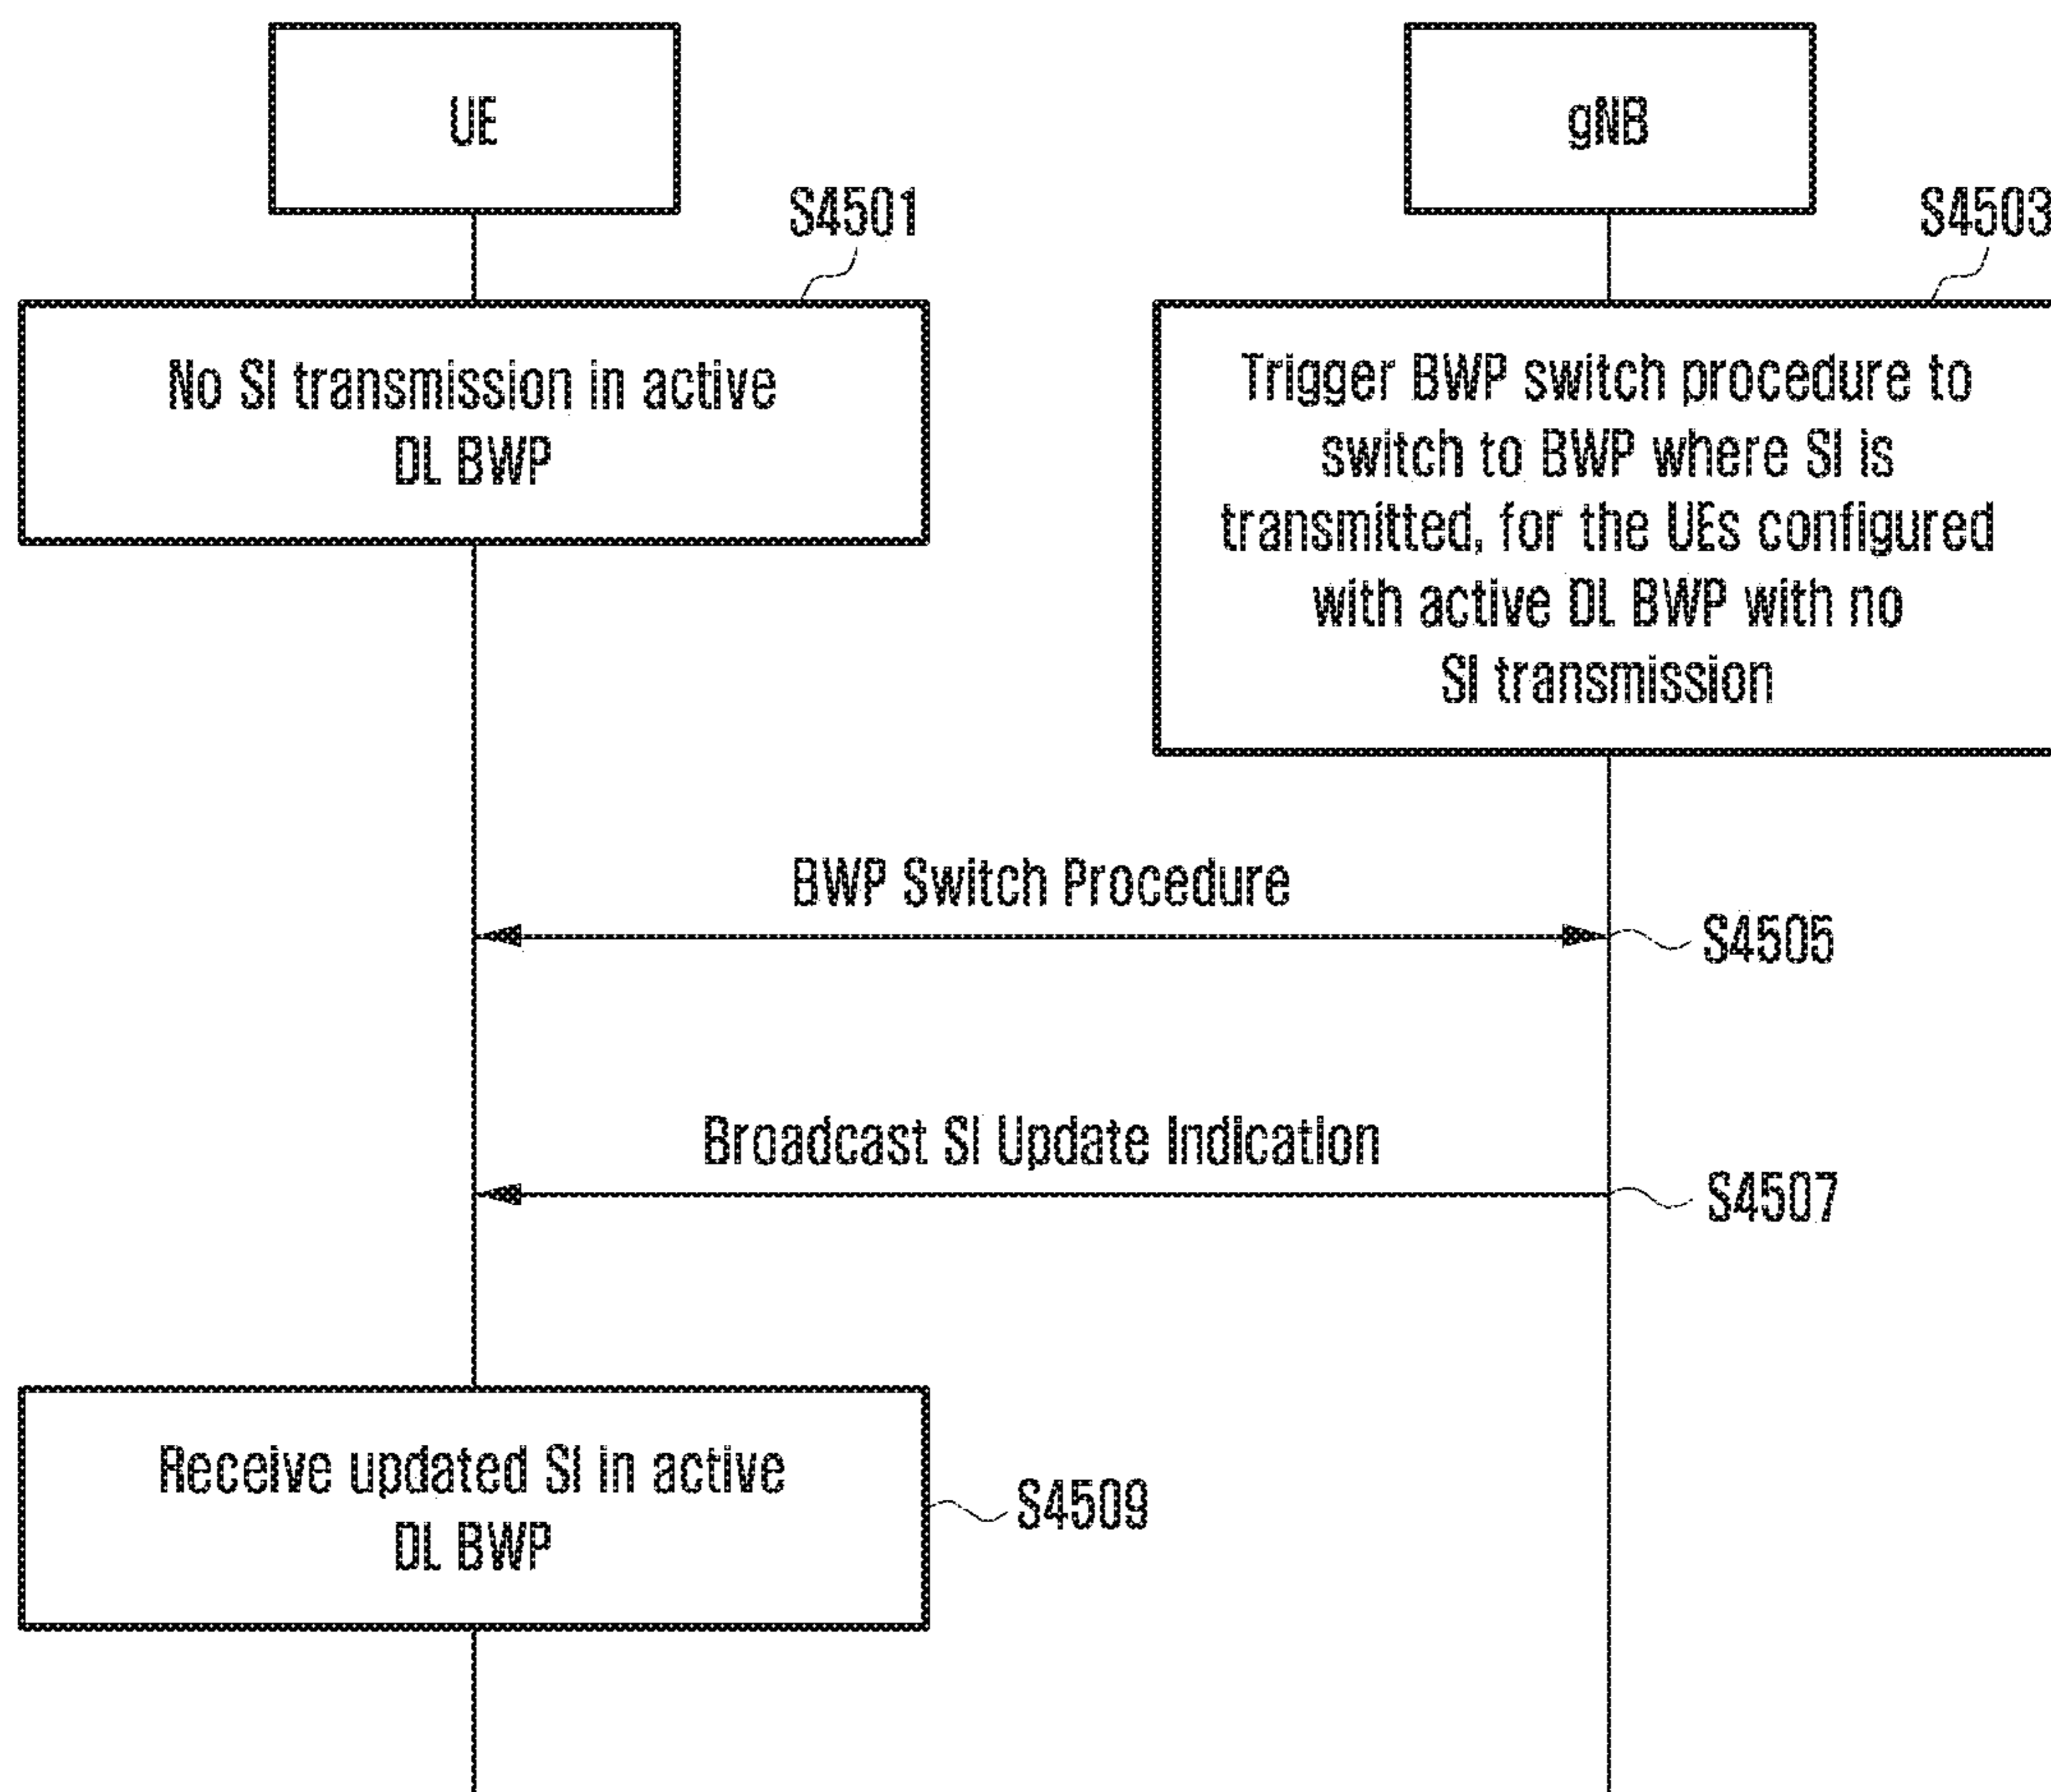 UE
gNB
S4501
S4503
No SI transmission in active
DL BWP
Trigger BWP switch procedure to
switch to BWP where SI is
transmitted, for the UEs configured
with active DL BWP with no
SI transmission
BWP Switch Procedure
S4505
Broadcast SI Update Indication
S4507
Receive updated SI in active
DL BWP
S4509